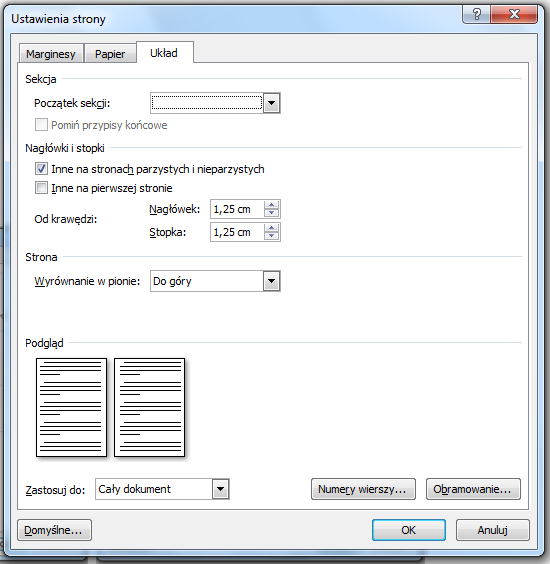 Ustawienia strony
Marginesy Papier Układ
Sekcja
Początek sekcji:
Pomiń przypisy końcowe
Nagłówki i stopki
Inne na stronach parzystych i nieparzystych
Inne na pierwszej stronie
Od krawędzi:
Nagłówek: 1,25 cm
Stopka: 1,25 cm
Strona
Wyrównanie w pionie: Do góry
Podgląd
Zastosuj do: Cały dokument
Numery wierszy... Obramowanie...
Domyślne... OK Anuluj